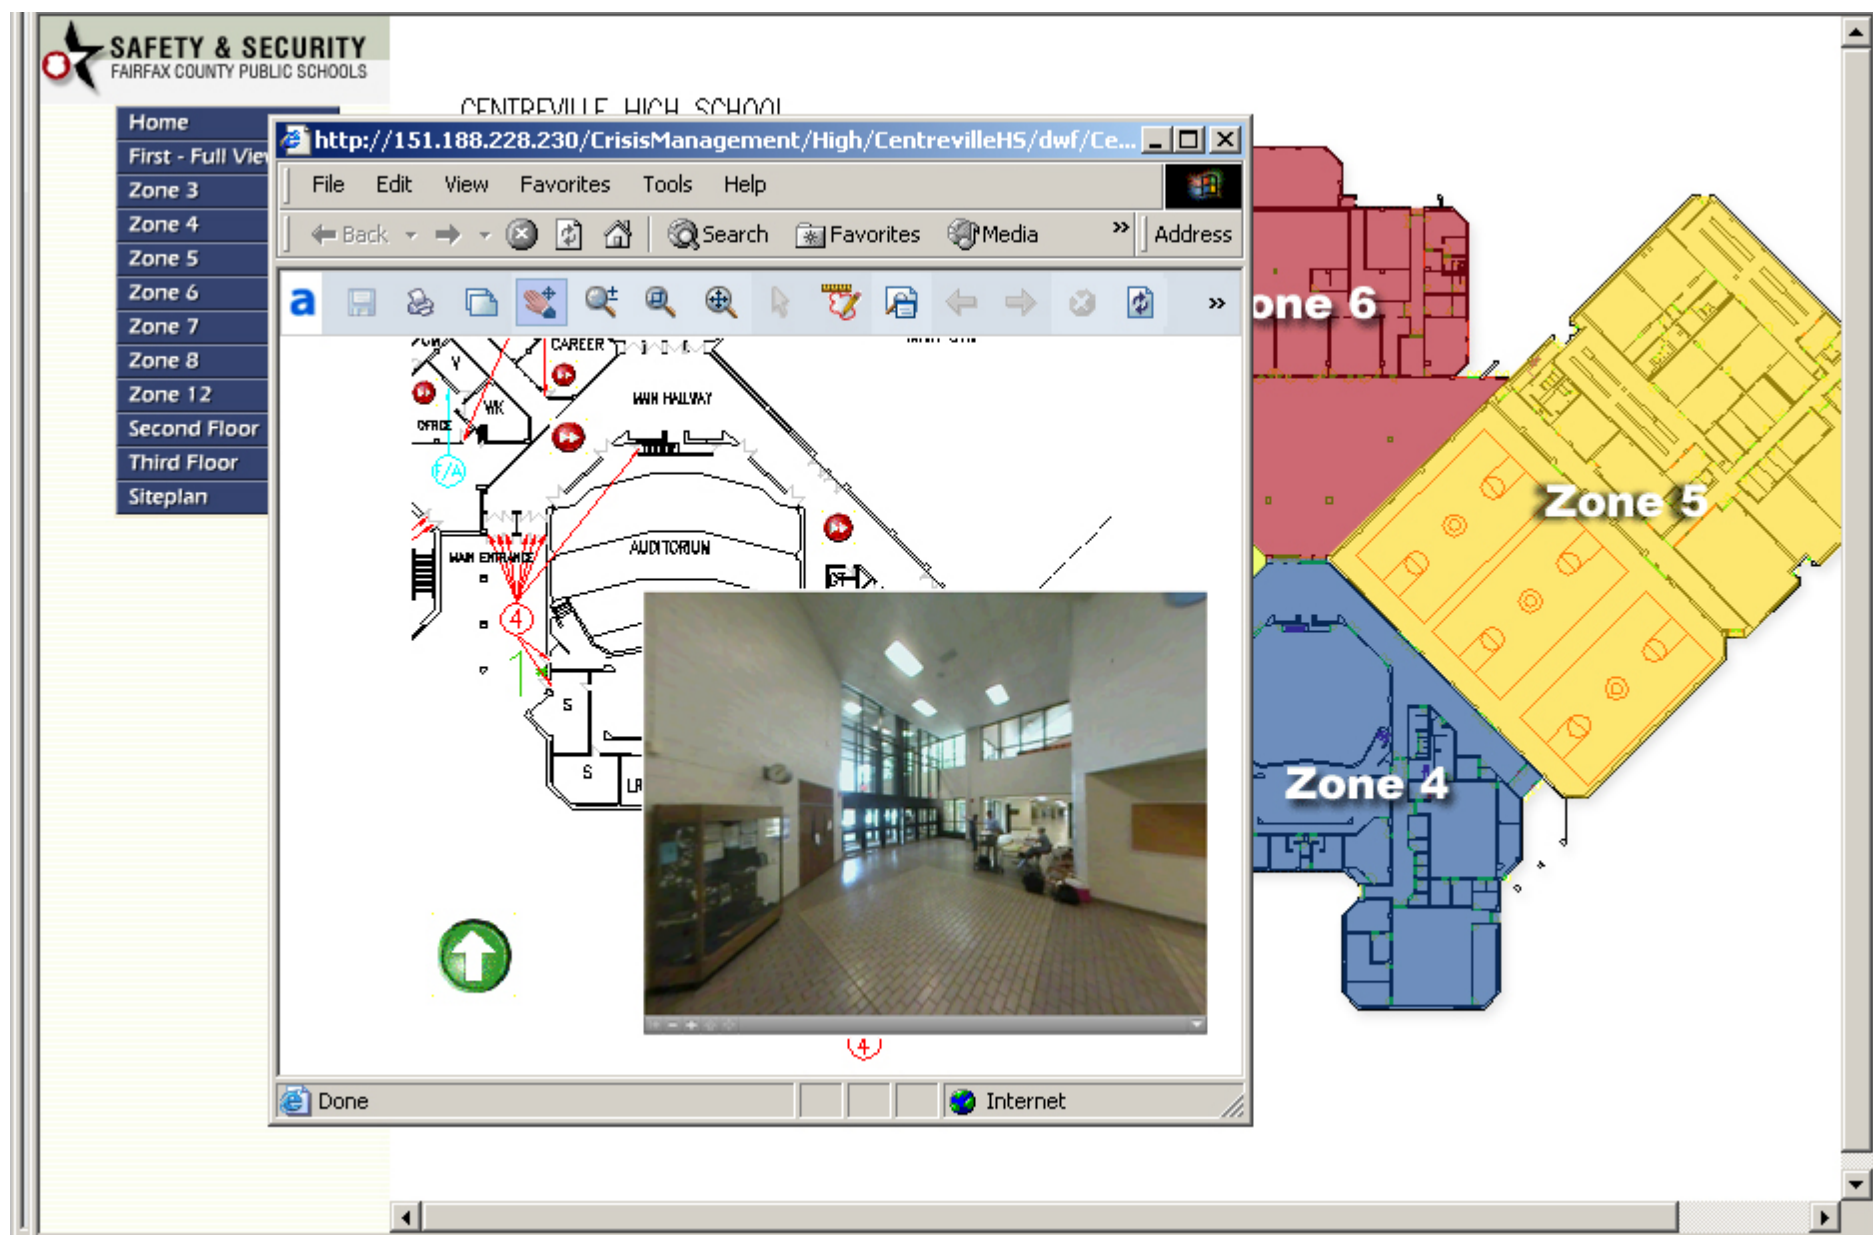 SAFETY & SECURITY
FAIRFAX COUNTY PUBLIC SCHOOLS
Home
First - Full View
Zone 3
Zone 4
Zone 5
Zone 6
Zone 7
Zone 8
Zone 12
Second Floor
Third Floor
Siteplan
CENTREVILLE HIGH SCHOOL
http://151.188.228.230/CrisisManagement/High/CentrevilleHS/dwf/Ce...
File Edit View Favorites Tools Help
Back Search Favorites Media » Address
a »
CAREER
V
WK
MAIN HALLWAY
OFFICE
F/A
AUDITORIUM
MAIN ENTRANCE
4
S
S
4
Done Internet
one 6
Zone 5
Zone 4